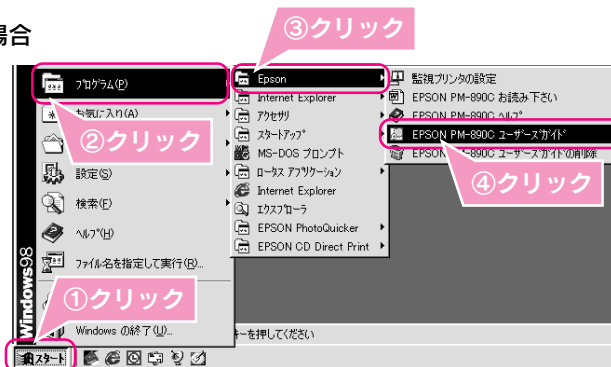 場合
③クリック
プログラム(P)
お気に入り(A)
②クリック
設定(S)
検索(F)
ヘルプ(H)
ファイル名を指定して実行(R)...
①クリック
Windows の終了(U)...
Windows98
スタート
Epson
Internet Explorer
アクセサリ
スタートアップ
MS-DOS プロンプト
ロータス アプリケーション
Internet Explorer
エクスプローラ
EPSON PhotoQuicker
EPSON CD Direct Print
監視プリンタの設定
EPSON PM-890C お読み下さい
EPSON PM-890C ヘルプ
EPSON PM-890C ユーザーズガイド
EPSON PM-890C ユーザーズガイドの削除
④クリック
キーを押してください